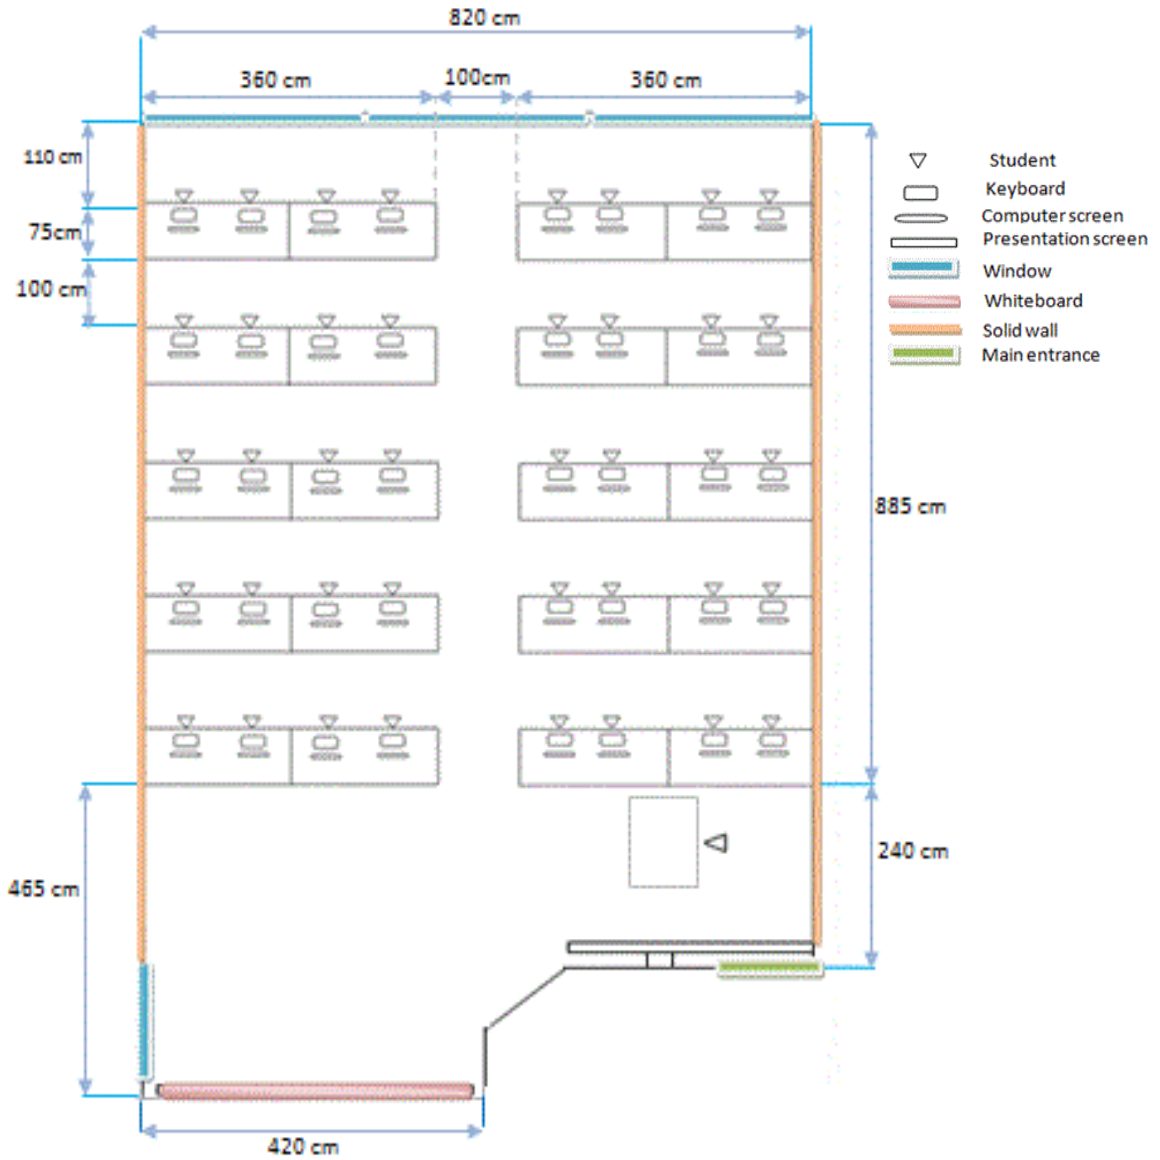 820 cm
360 cm
100cm
360 cm
110 cm
75cm
100 cm
Student
Keyboard
Computer screen
Presentation screen
Window
Whiteboard
Solid wall
Main entrance
885 cm
240 cm
465 cm
420 cm